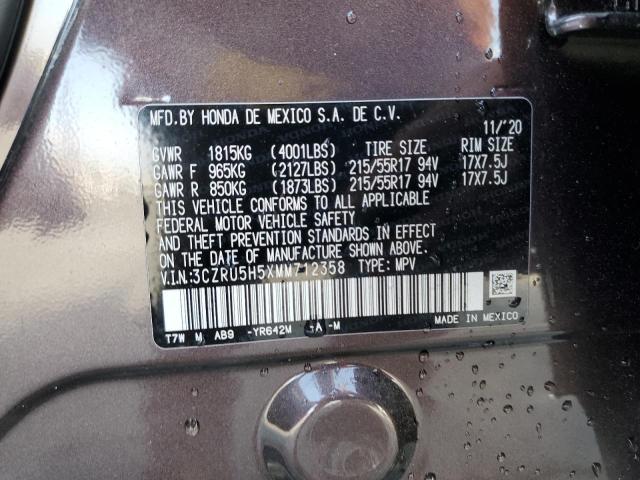 MFD.BY HONDA DE MEXICO S.A. DE C.V.
11/'20
GVWR 1815KG (4001LBS) TIRE SIZE RIM SIZE
GAWR F 965KG (2127LBS) 215/55R17 94V 17X7.5J
GAWR R 850KG (1873LBS) 215/55R17 94V 17X7.5J
THIS VEHICLE CONFORMS TO ALL APPLICABLE
FEDERAL MOTOR VEHICLE SAFETY
AND THEFT PREVENTION STANDARDS IN EFFECT
ON THE DATE OF MANUFACTURE SHOWN ABOVE.
V.I.N:3CZRU5H5XMM712358 TYPE: MPV
T7W M AB9 -YR642M -A -M
MADE IN MEXICO